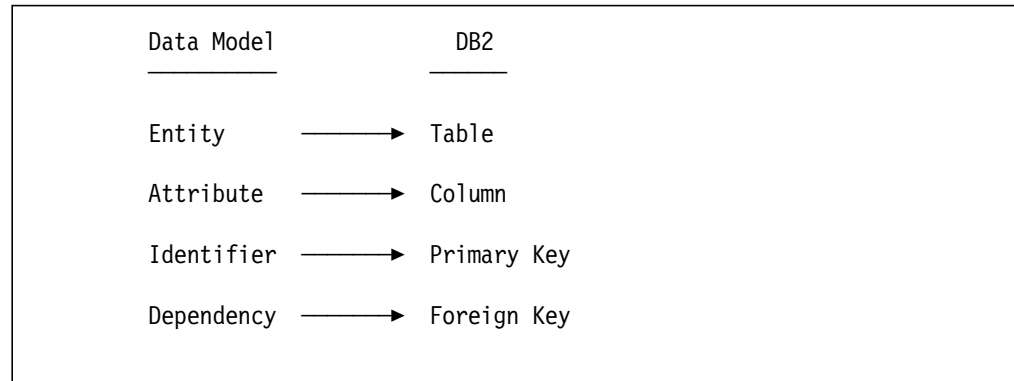 Data Model DB2
Entity Table
Attribute Column
Identifier Primary Key
Dependency Foreign Key